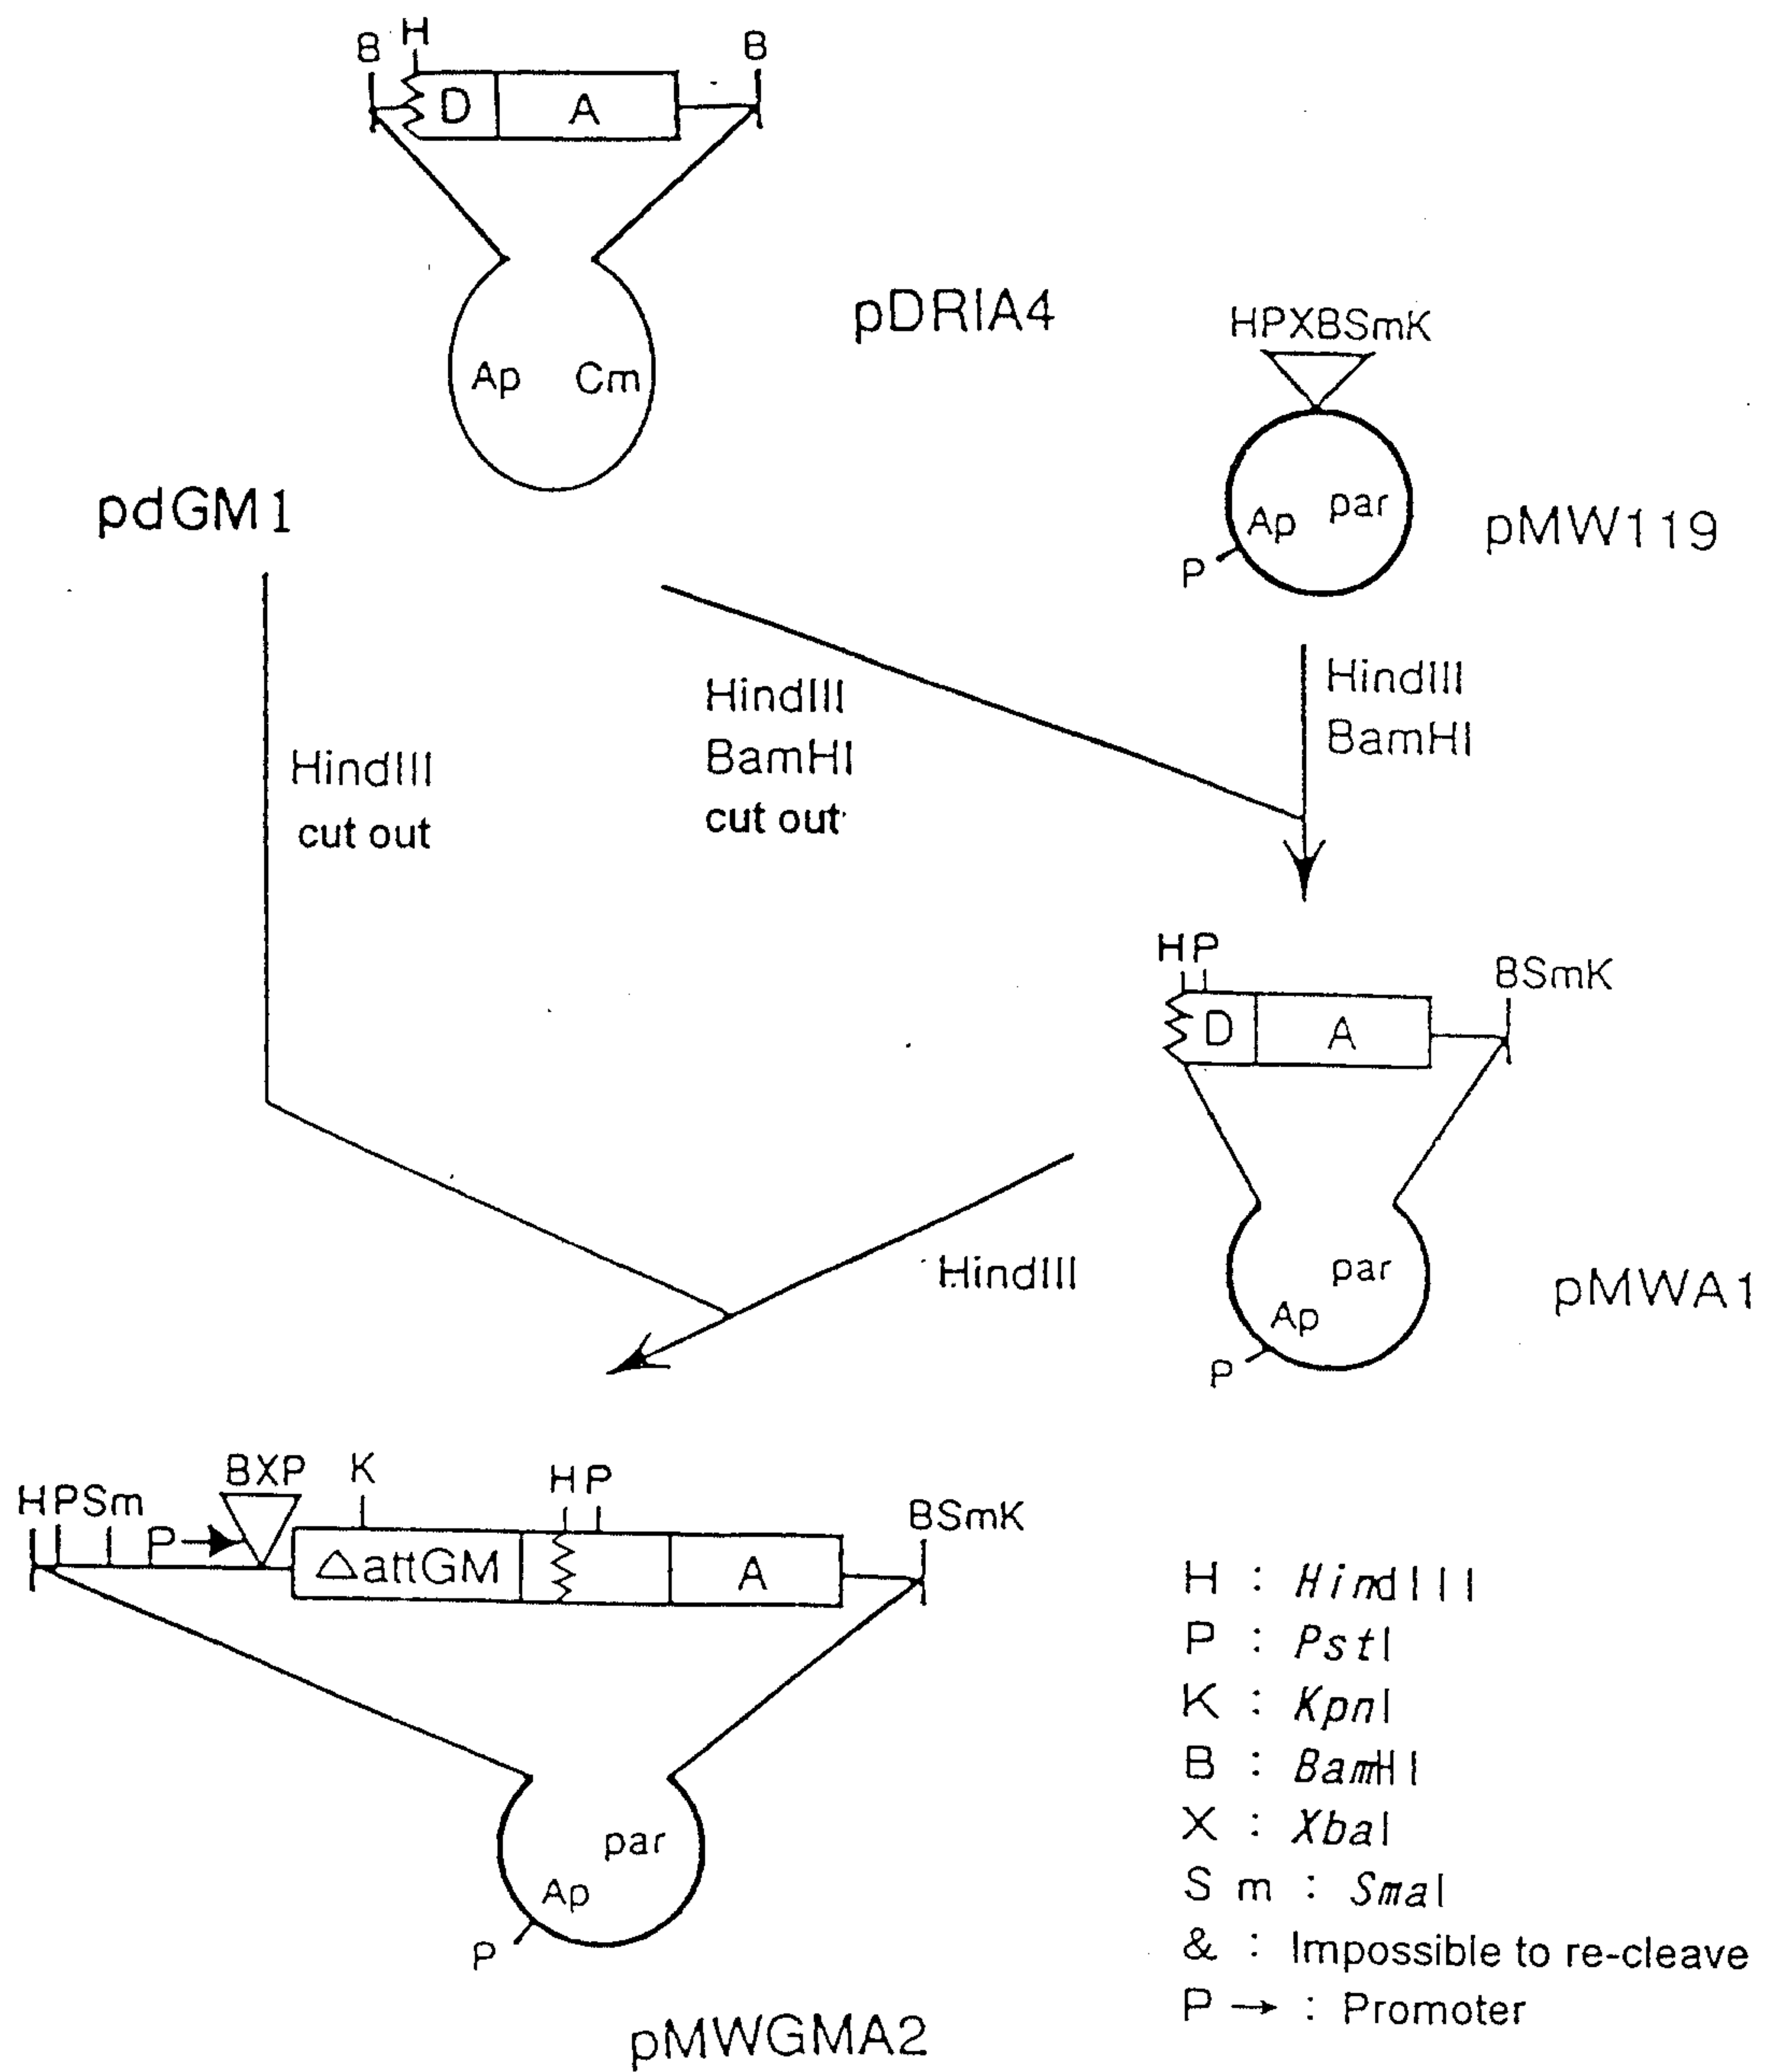 B H B
D A
Ap Cm
pDRIA4
HPXBSmK
Ap par
P
pMW119
pdGM1
HindIII
BamHI
cut out
HindIII
BamHI
HindIII
cut out
HP
BSmK
D A
par
Ap
P
pMWA1
HindIII
HPSm P→ BXP K HP BSmK
ΔattGM A
par
Ap
P
pMWGMA2
H : HindIII
P : PstI
K : KpnI
B : BamHI
X : XbaI
Sm : SmaI
& : Impossible to re-cleave
P → : Promoter